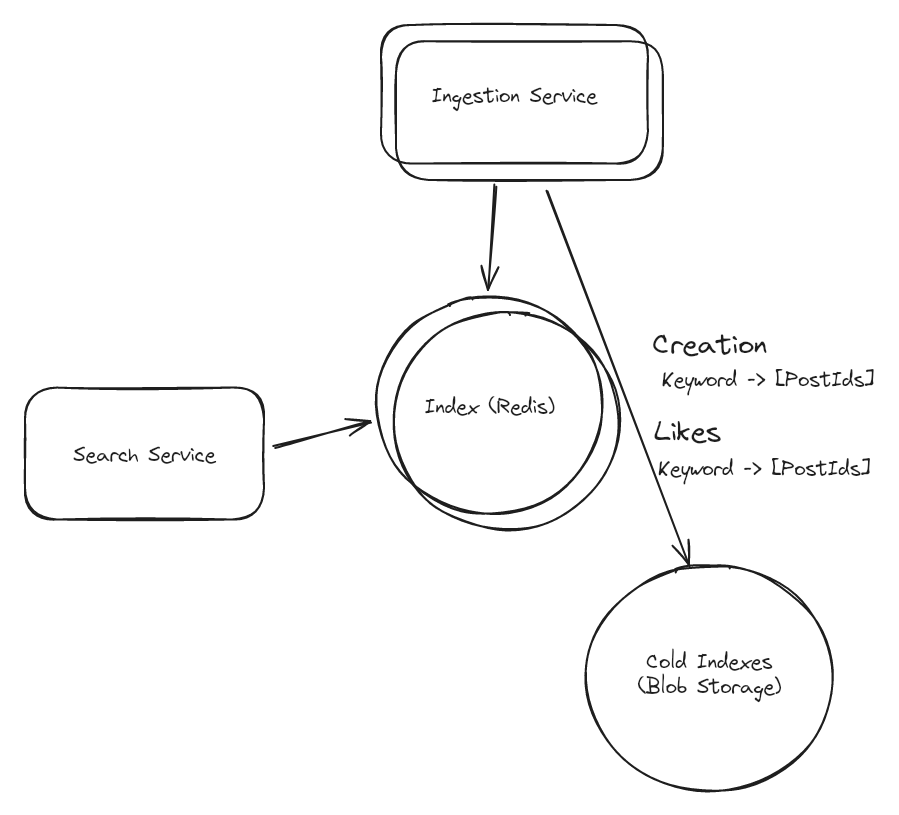 Ingestion Service
Creation
Keyword -> [PostIds]
Index (Redis)
Likes
Search Service
Keyword -> [PostIds]
Cold Indexes
(Blob Storage)